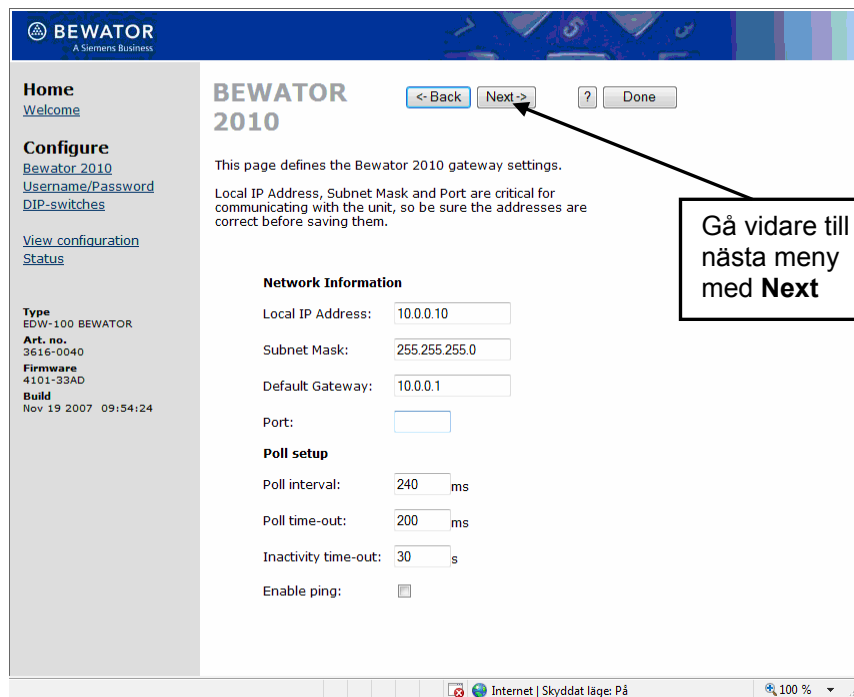 BEWATOR
A Siemens Business
Home
Welcome
Configure
Bewator 2010
Username/Password
DIP-switches
View configuration
Status
Type
EDW-100 BEWATOR
Art. no.
3616-0040
Firmware
4101-33AD
Build
Nov 19 2007 09:54:24
BEWATOR
2010
<- Back
Next ->
?
Done
This page defines the Bewator 2010 gateway settings.
Local IP Address, Subnet Mask and Port are critical for
communicating with the unit, so be sure the addresses are
correct before saving them.
Gå vidare till
nästa meny
med Next
Network Information
Local IP Address: 10.0.0.10
Subnet Mask: 255.255.255.0
Default Gateway: 10.0.0.1
Port:
Poll setup
Poll interval: 240 ms
Poll time-out: 200 ms
Inactivity time-out: 30 s
Enable ping:
Internet | Skyddat läge: På
100 %